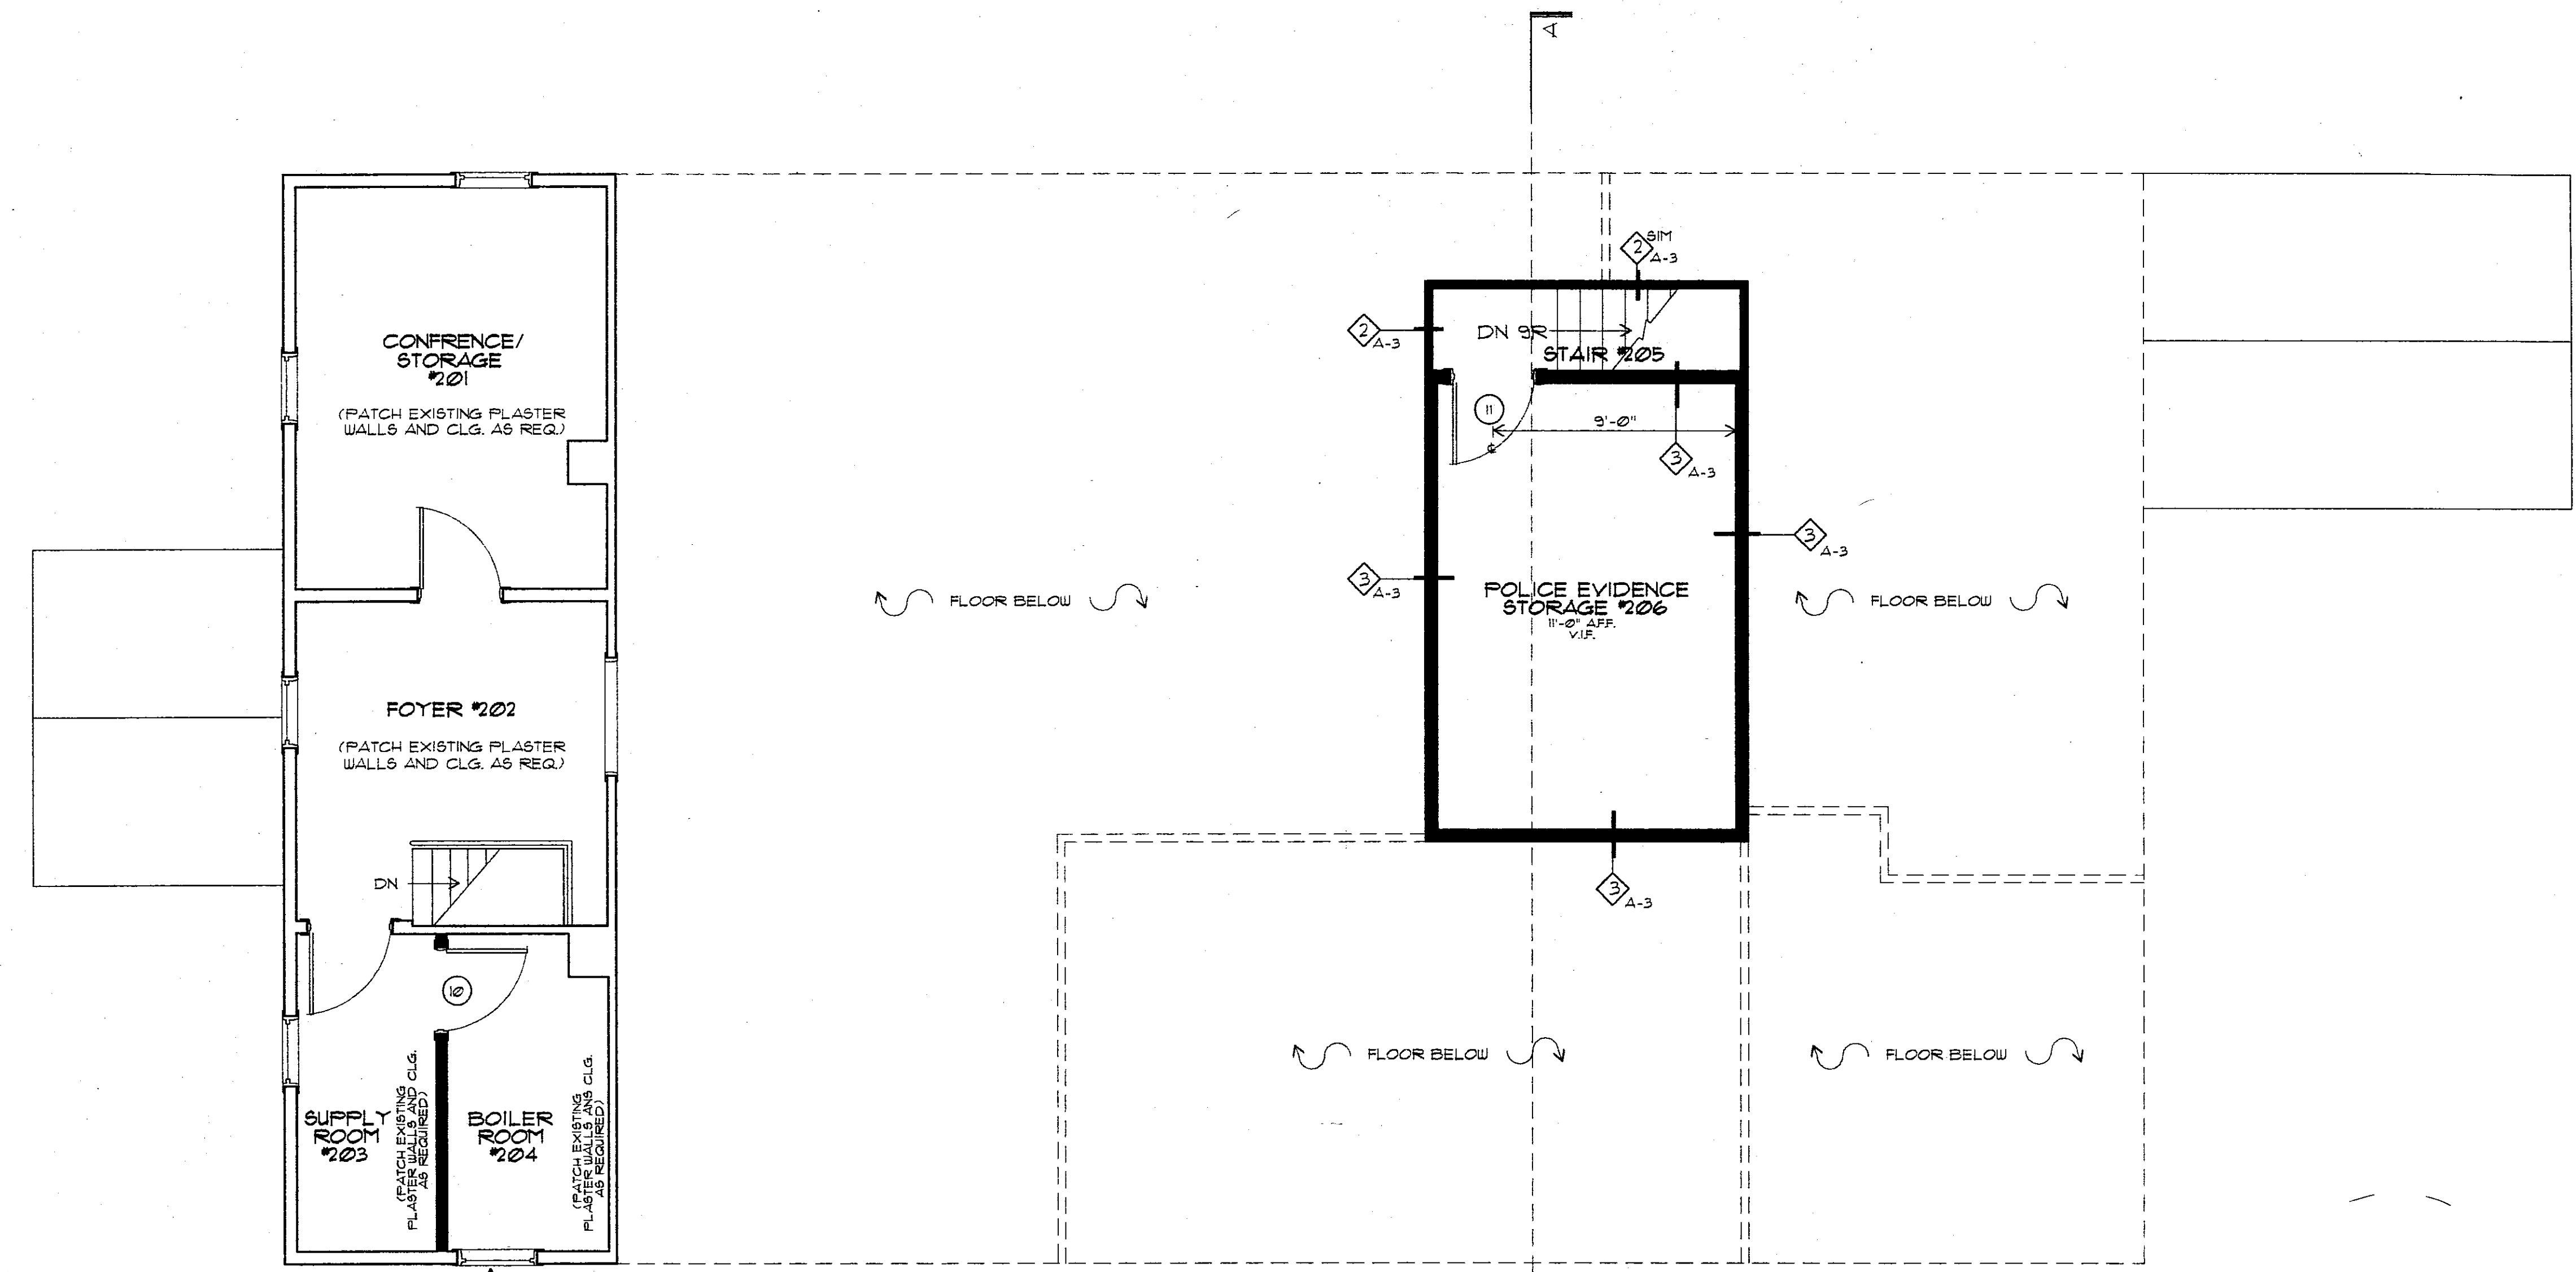 A
SIM
2
A-3
2
A-3
DN 9R
STAIR #205
CONFRENCE/
STORAGE
#201
(PATCH EXISTING PLASTER
WALLS AND CLG. AS REQ.)
11
9'-0"
℄
3
A-3
3
A-3
3
A-3
POLICE EVIDENCE
STORAGE #206
11'-0" A.F.F.
V.I.F.
FLOOR BELOW
FLOOR BELOW
FOYER #202
(PATCH EXISTING PLASTER
WALLS AND CLG. AS REQ.)
DN
3
A-3
10
FLOOR BELOW
FLOOR BELOW
SUPPLY
ROOM
#203
(PATCH EXISTING
PLASTER WALLS AND CLG.
AS REQUIRED)
BOILER
ROOM
#204
(PATCH EXISTING
PLASTER WALLS ANS CLG.
AS REQUIRED)